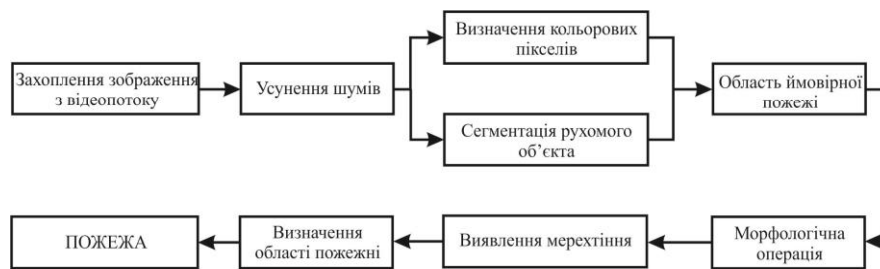 Захоплення зображення
з відеопотоку
Усунення шумів
Визначення кольорових
пікселів
Сегментація рухомого
об’єкта
Область ймовірної
пожежі
Морфологічна
операція
Виявлення мерехтіння
Визначення
області пожежні
ПОЖЕЖА